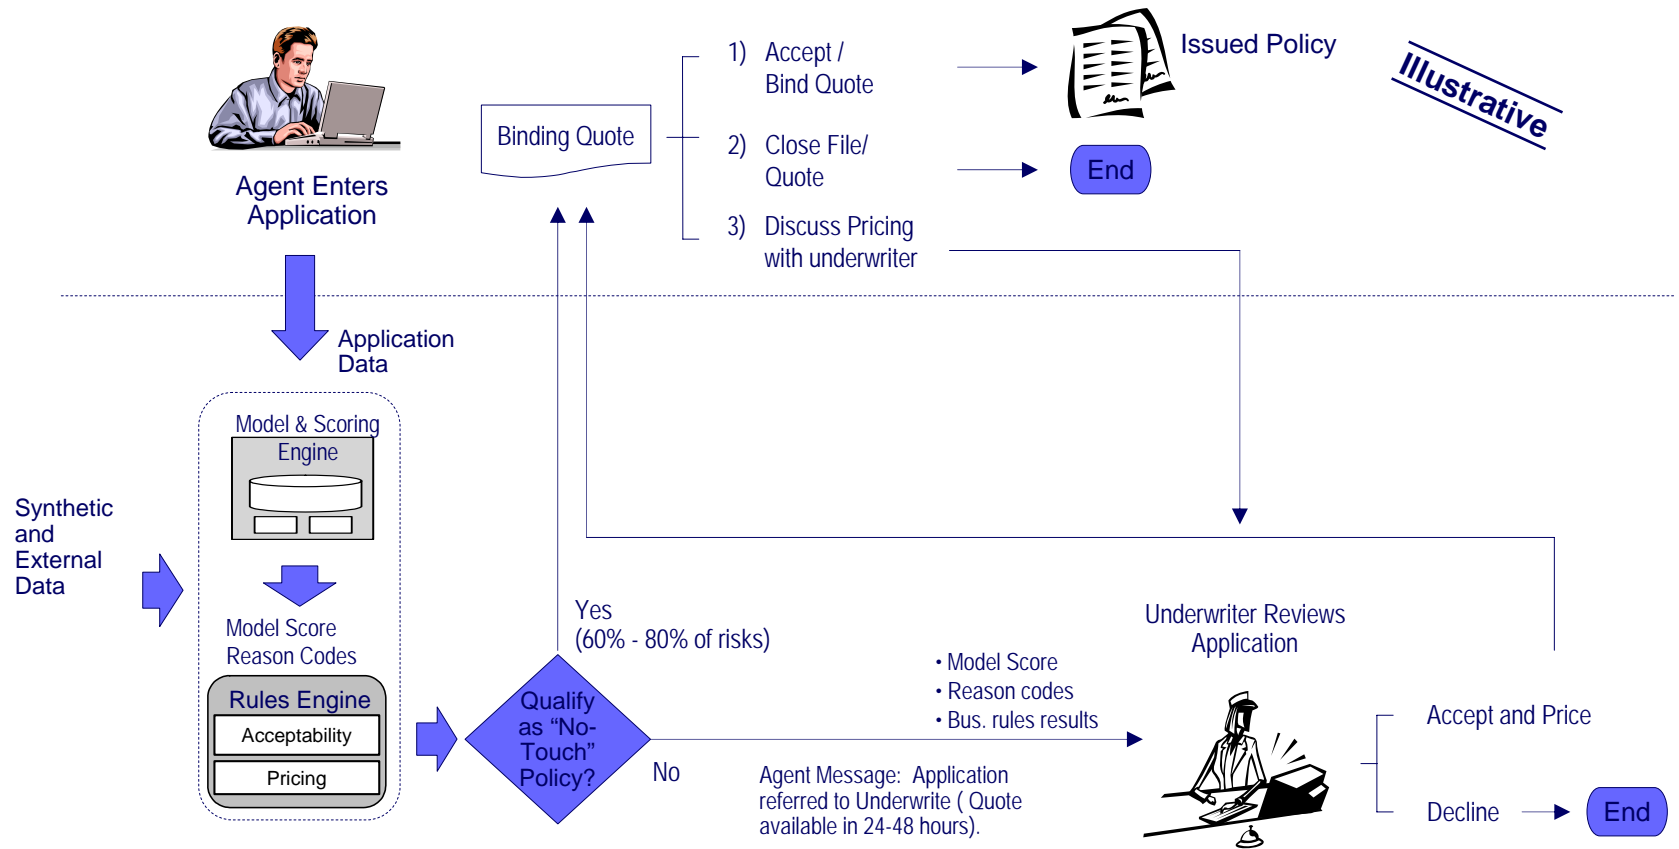 Agent Enters
Application
Binding Quote
1) Accept /
Bind Quote
2) Close File/
Quote
3) Discuss Pricing
with underwriter
Issued Policy
End
Illustrative
Application
Data
Synthetic
and
External
Data
Model & Scoring
Engine
Model Score
Reason Codes
Rules Engine
Acceptability
Pricing
Qualify
as “No-
Touch”
Policy?
Yes
(60% - 80% of risks)
No
• Model Score
• Reason codes
• Bus. rules results
Agent Message: Application
referred to Underwrite ( Quote
available in 24-48 hours).
Underwriter Reviews
Application
Accept and Price
Decline
End